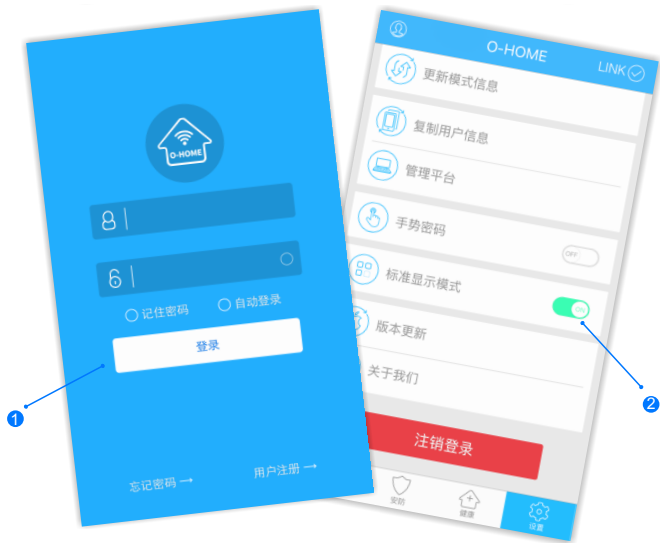 O-HOME
记住密码 自动登录
登录
忘记密码→ 用户注册→
1
O-HOME LINK
更新模式信息
复制用户信息
管理平台
手势密码 OFF
标准显示模式 ON
版本更新
关于我们
注销登录
安防 健康 设置
2